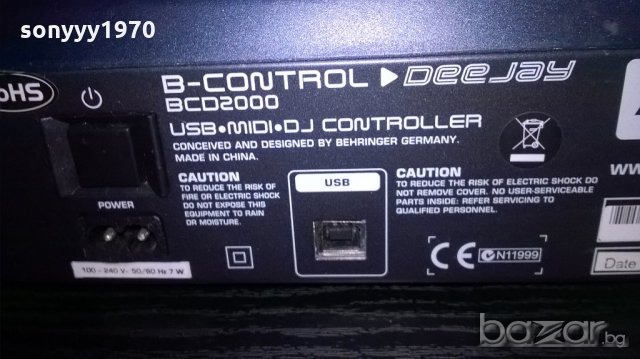 sonyyy1970
B-CONTROL DEEJAY
BCD2000
USB•MIDI•DJ CONTROLLER
CONCEIVED AND DESIGNED BY BEHRINGER GERMANY.
MADE IN CHINA.
CAUTION
TO REDUCE THE RISK OF
FIRE OR ELECTRIC SHOCK
DO NOT EXPOSE THIS
EQUIPMENT TO RAIN
OR MOISTURE.
POWER
100 - 240 V~ 50/60 Hz 7 W
USB
CAUTION
TO REDUCE THE RISK OF ELECTRIC SHOCK DO
NOT REMOVE COVER. NO USER-SERVICEABLE
PARTS INSIDE: REFER SERVICING TO
QUALIFIED PERSONNEL.
CE N11999
Date
bazar.bg